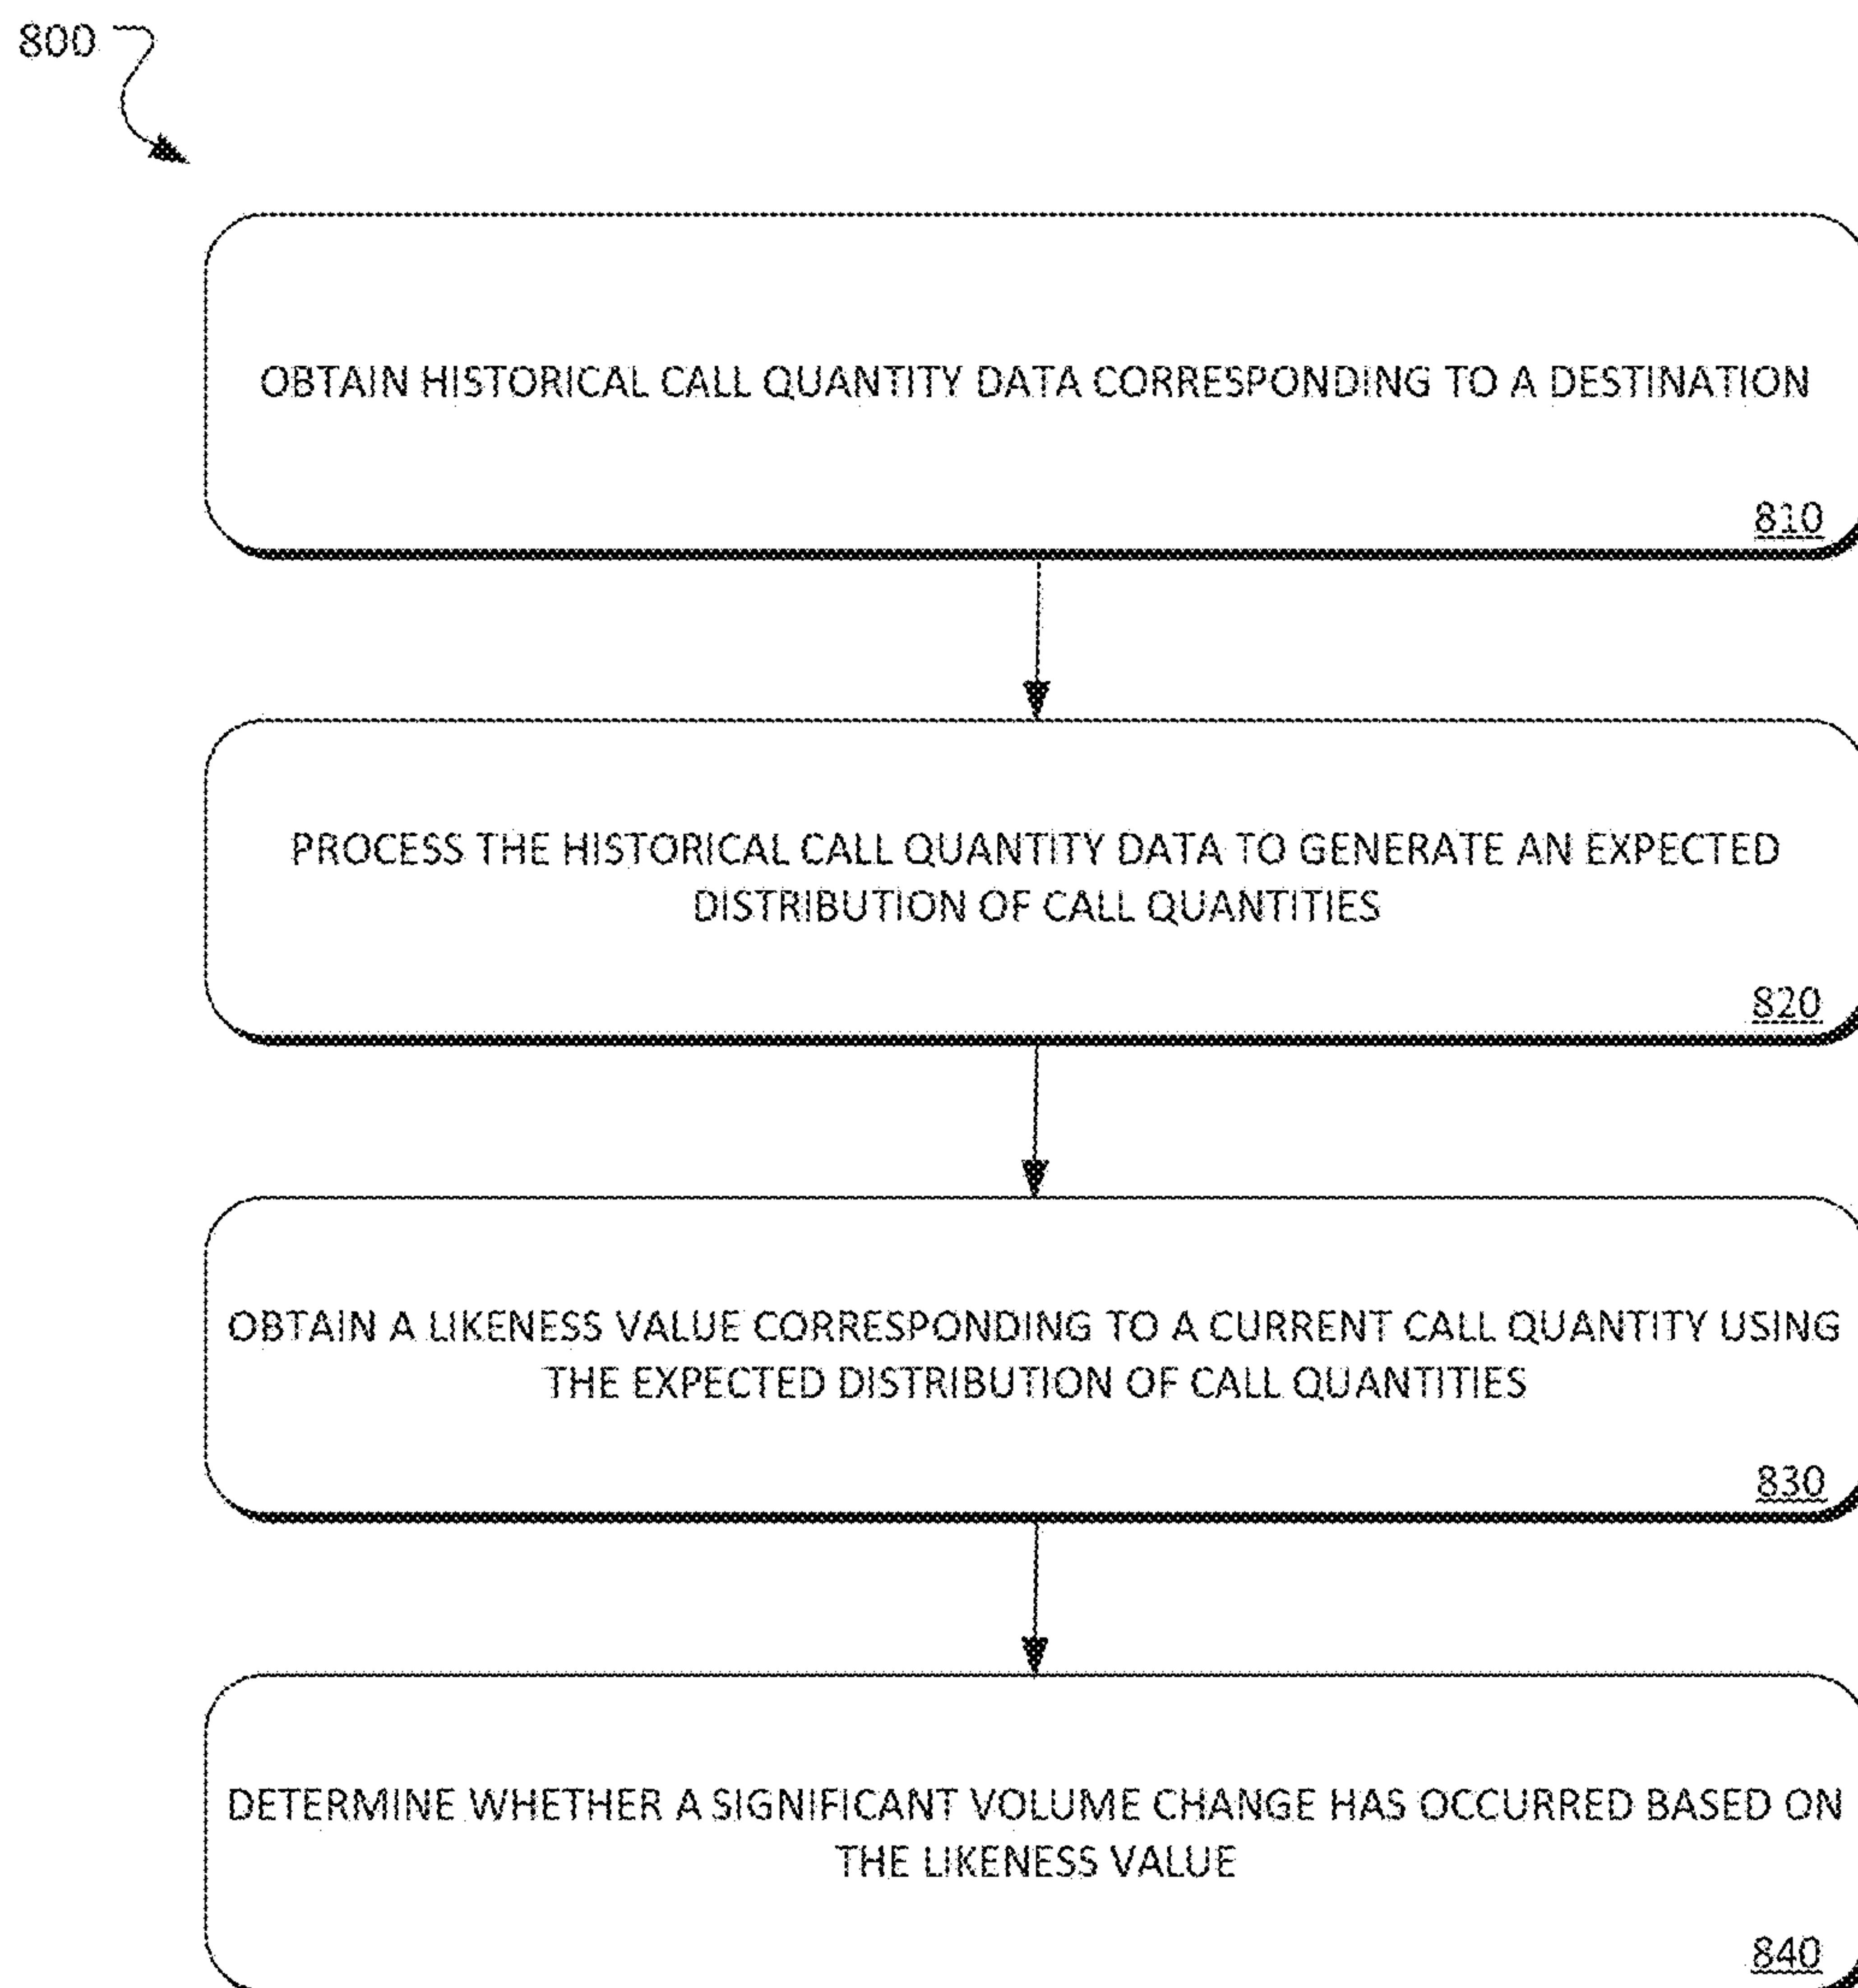 800
OBTAIN HISTORICAL CALL QUANTITY DATA CORRESPONDING TO A DESTINATION
810
PROCESS THE HISTORICAL CALL QUANTITY DATA TO GENERATE AN EXPECTED
DISTRIBUTION OF CALL QUANTITIES
820
OBTAIN A LIKENESS VALUE CORRESPONDING TO A CURRENT CALL QUANTITY USING
THE EXPECTED DISTRIBUTION OF CALL QUANTITIES
830
DETERMINE WHETHER A SIGNIFICANT VOLUME CHANGE HAS OCCURRED BASED ON
THE LIKENESS VALUE
840